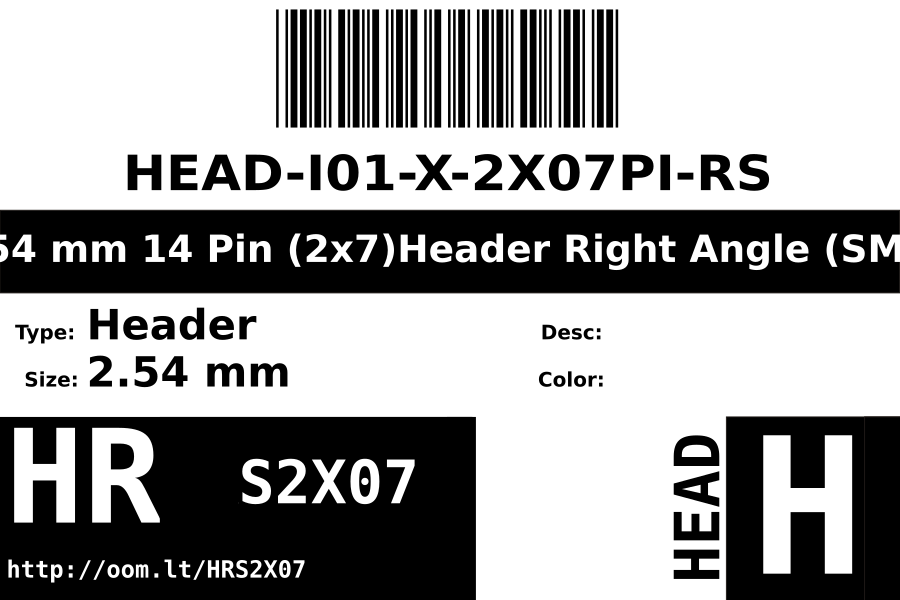 HEAD-I01-X-2X07PI-RS
54 mm 14 Pin (2x7)Header Right Angle (SM
Type: Header
Desc:
Size: 2.54 mm
Color:
HR
S2X07
http://oom.lt/HRS2X07
HEAD
H